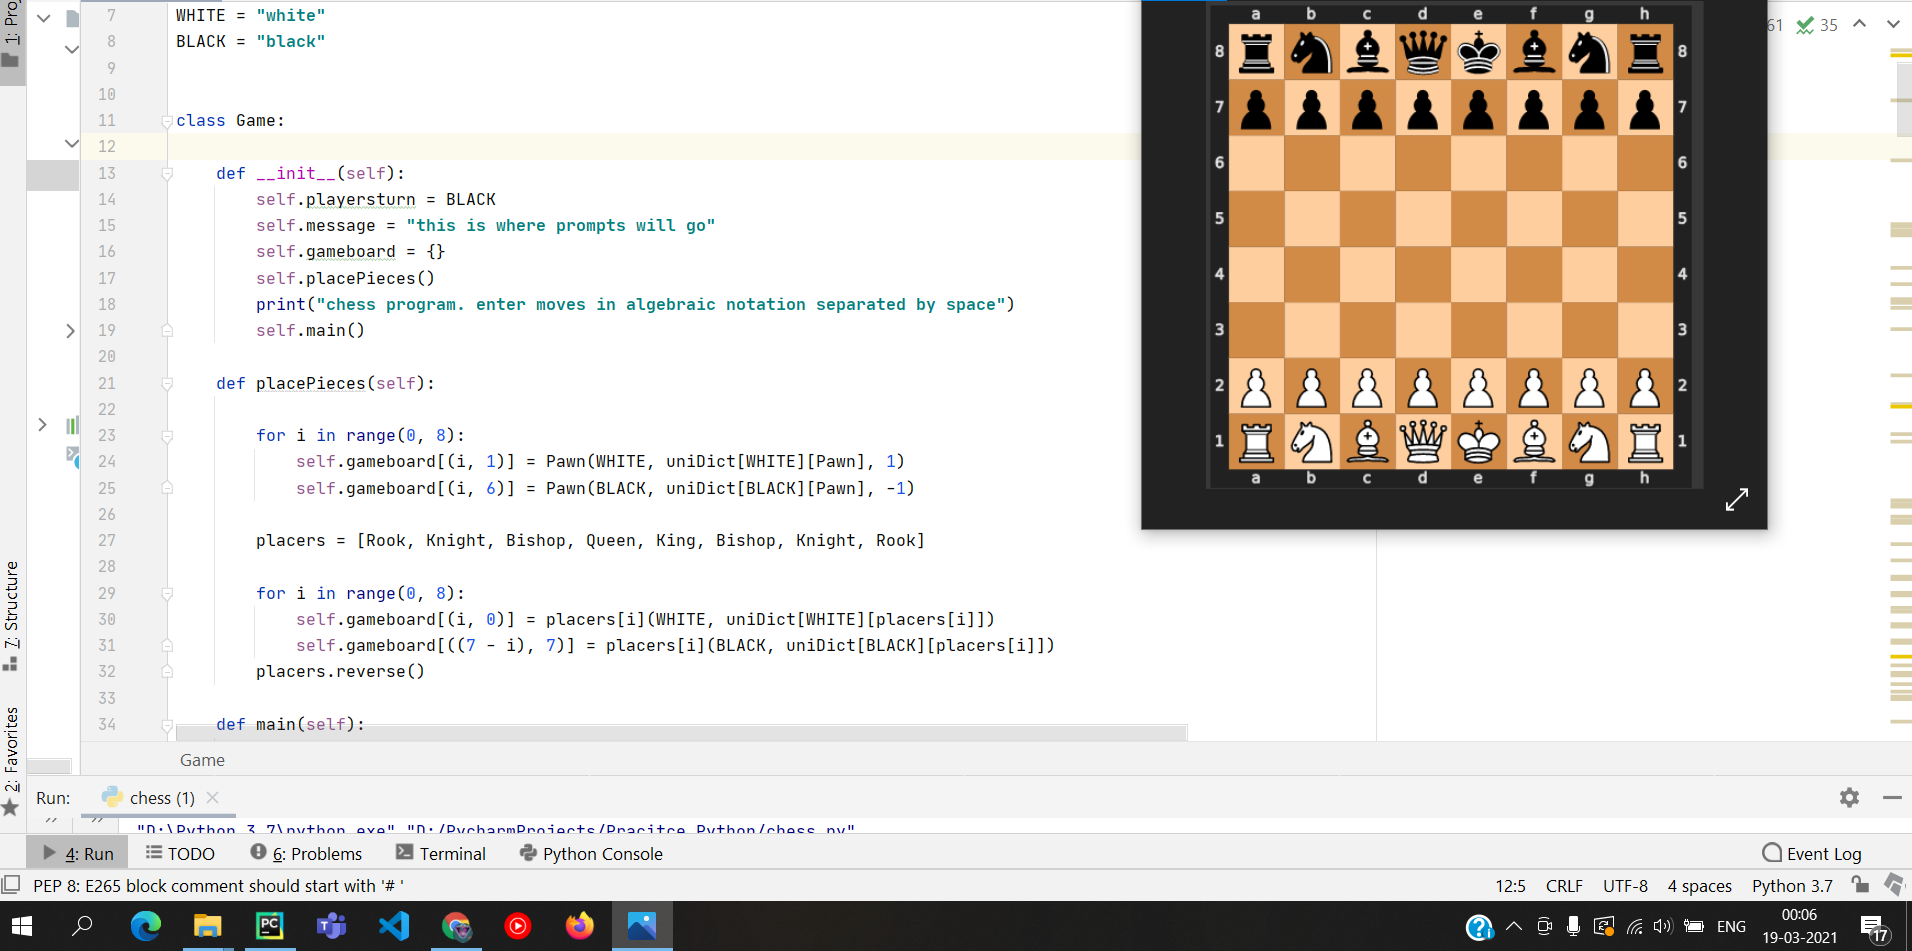 1: Pro
7 WHITE = "white"
8 BLACK = "black"
9
10
11 class Game:
12
13 def __init__(self):
14 self.playersturn = BLACK
15 self.message = "this is where prompts will go"
16 self.gameboard = {}
17 self.placePieces()
18 print("chess program. enter moves in algebraic notation separated by space")
19 self.main()
20
21 def placePieces(self):
22
23 for i in range(0, 8):
24 self.gameboard[(i, 1)] = Pawn(WHITE, uniDict[WHITE][Pawn], 1)
25 self.gameboard[(i, 6)] = Pawn(BLACK, uniDict[BLACK][Pawn], -1)
26
27 placers = [Rook, Knight, Bishop, Queen, King, Bishop, Knight, Rook]
28
29 for i in range(0, 8):
30 self.gameboard[(i, 0)] = placers[i](WHITE, uniDict[WHITE][placers[i]])
31 self.gameboard[((7 - i), 7)] = placers[i](BLACK, uniDict[BLACK][placers[i]])
32 placers.reverse()
33
34 def main(self):
a b c d e f g h
8 8
7 7
6 6
5 5
4 4
3 3
2 2
1 1
a b c d e f g h
61 35
7: Structure
2: Favorites
Game
Run: chess (1)
"D:\Python 3.7\python.exe" "D:/PycharmProjects/Pracitce Python/chess.py"
4: Run TODO 6: Problems Terminal Python Console Event Log
PEP 8: E265 block comment should start with '# ' 12:5 CRLF UTF-8 4 spaces Python 3.7
PC
ENG
00:06
19-03-2021
17